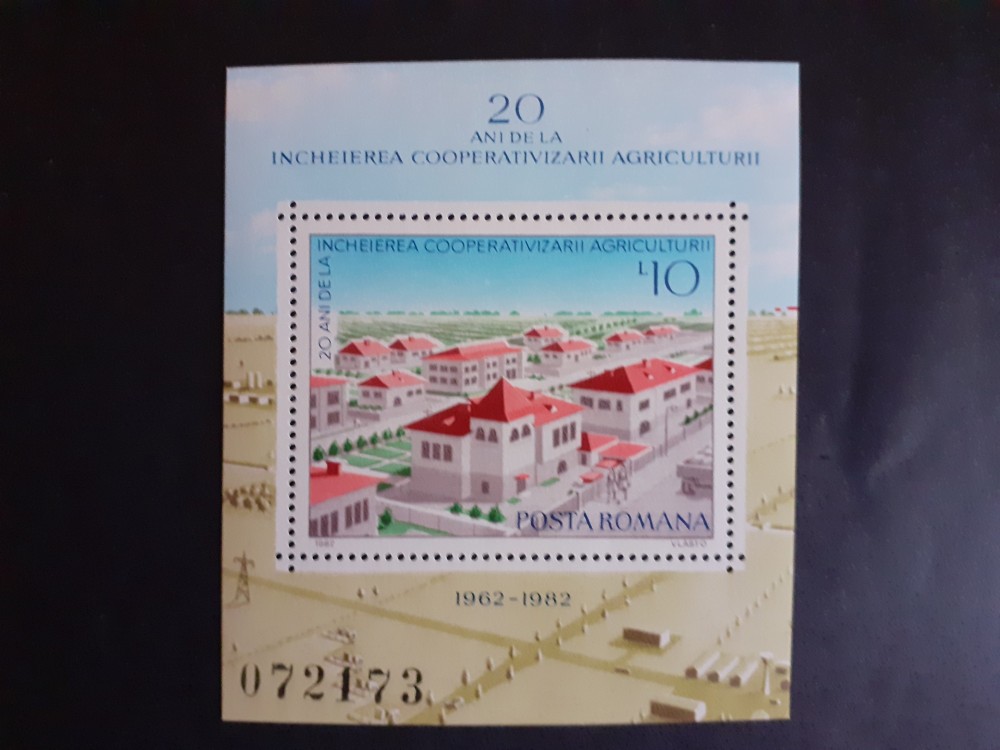 20
ANI DE LA
INCHEIEREA COOPERATIVIZARII AGRICULTURII
INCHEIEREA COOPERATIVIZARII AGRICULTURII
20 ANI DE LA
L10
POSTA ROMANA
1982
VLASTO
1962-1982
072173